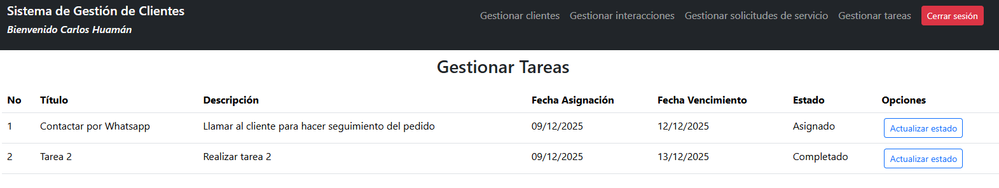 Sistema de Gestión de Clientes
Bienvenido Carlos Huamán
Gestionar clientes Gestionar interacciones Gestionar solicitudes de servicio Gestionar tareas Cerrar sesión
Gestionar Tareas
No Título Descripción Fecha Asignación Fecha Vencimiento Estado Opciones
1 Contactar por Whatsapp Llamar al cliente para hacer seguimiento del pedido 09/12/2025 12/12/2025 Asignado Actualizar estado
2 Tarea 2 Realizar tarea 2 09/12/2025 13/12/2025 Completado Actualizar estado